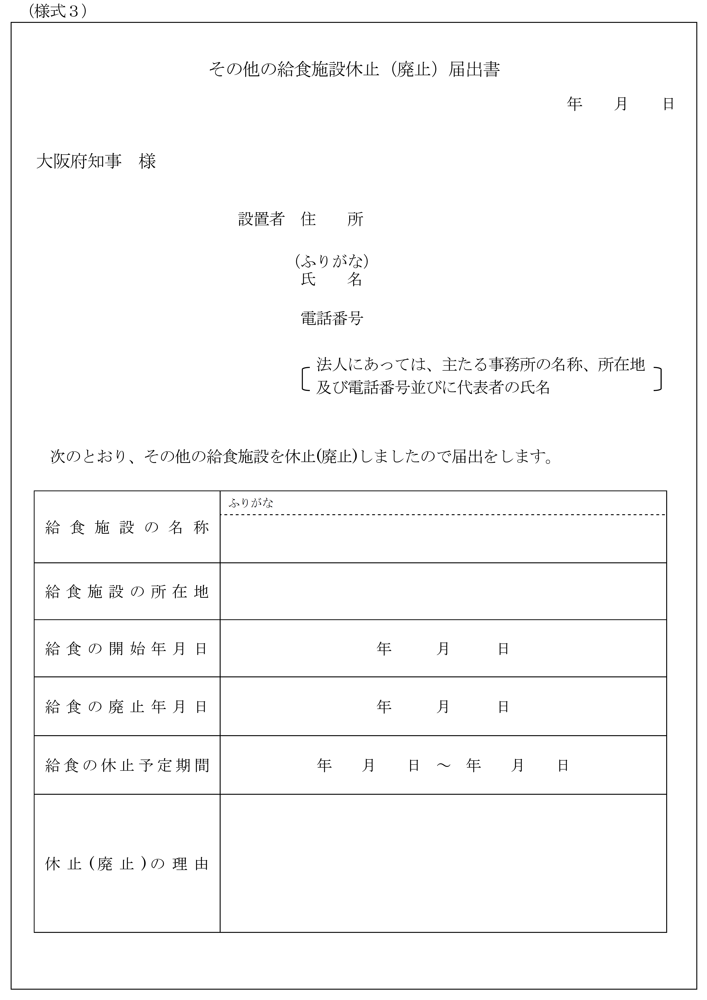 （様式３）
その他の給食施設休止（廃止）届出書
年　　月　　日
大阪府知事　様
設置者　住　　所
（ふりがな）
氏　　名
電話番号
法人にあっては、主たる事務所の名称、所在地
及び電話番号並びに代表者の氏名
次のとおり、その他の給食施設を休止(廃止)しましたので届出をします。
ふりがな
給食施設の名称
給食施設の所在地
給食の開始年月日　年　　月　　日
給食の廃止年月日　年　　月　　日
給食の休止予定期間　年　　月　　日　～　年　　月　　日
休止(廃止)の理由